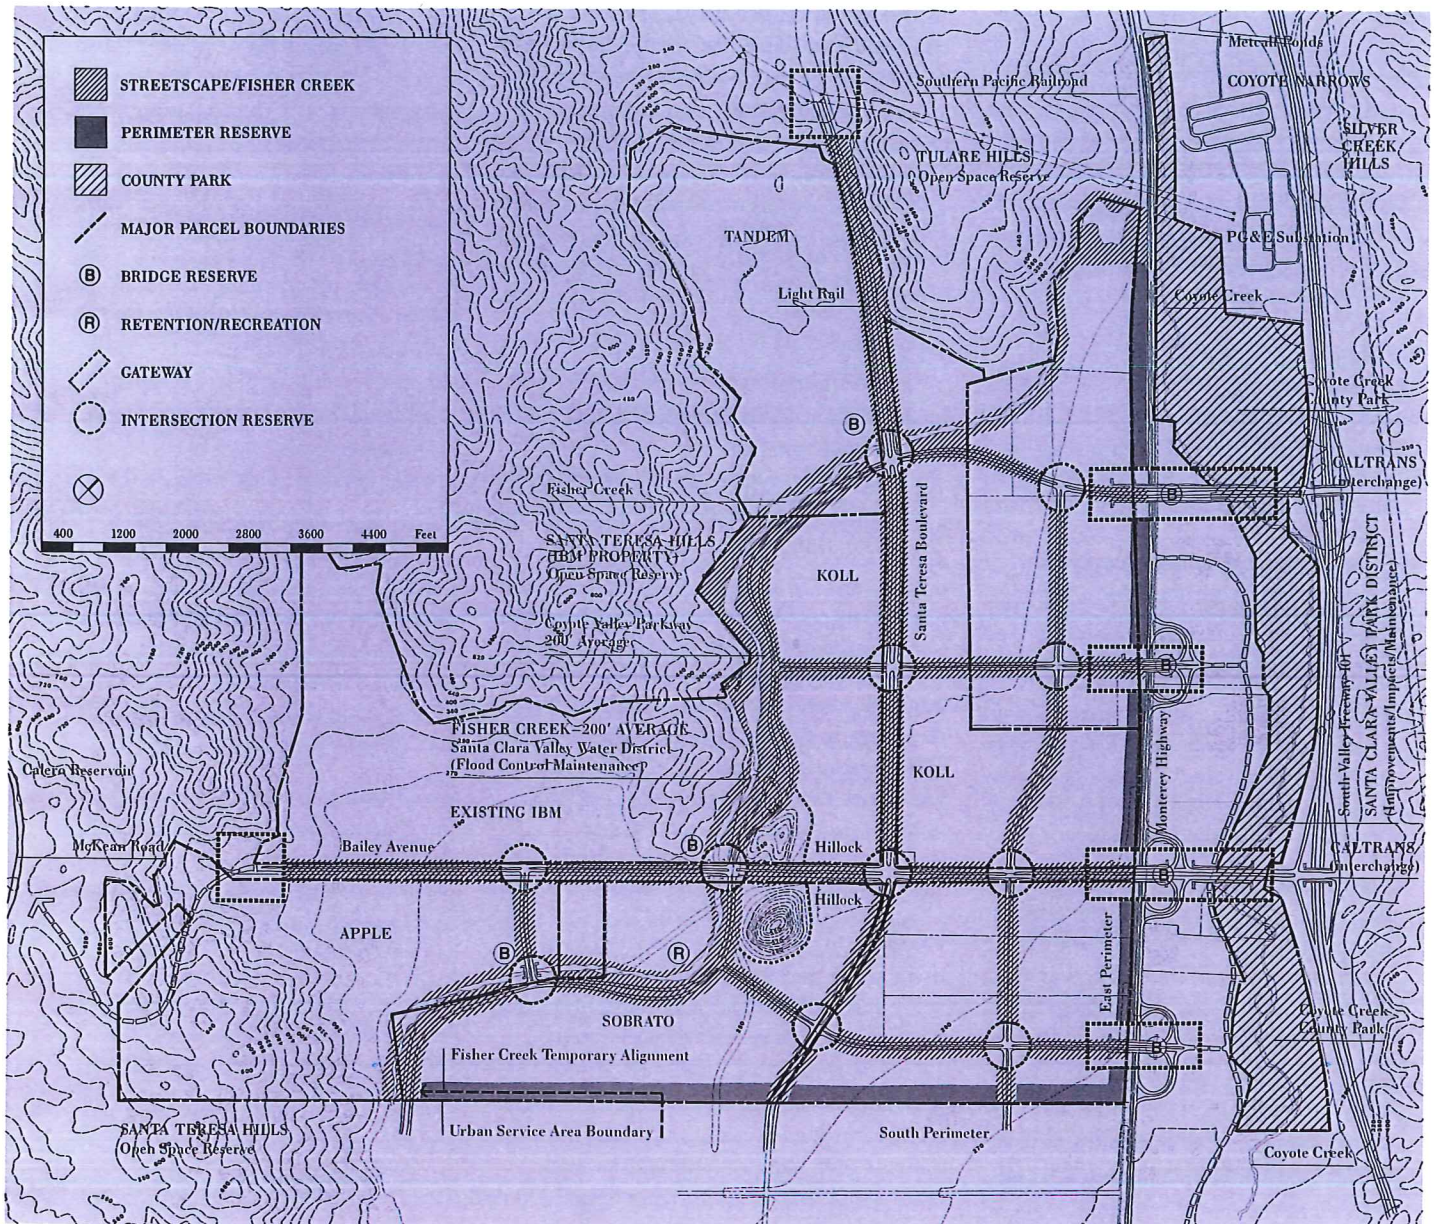 STREETSCAPE/FISHER CREEK
PERIMETER RESERVE
COUNTY PARK
MAJOR PARCEL BOUNDARIES
B BRIDGE RESERVE
R RETENTION/RECREATION
GATEWAY
INTERSECTION RESERVE
400 1200 2000 2800 3600 4400 Feet
Metcalf Ponds
Southern Pacific Railroad
COYOTE NARROWS
SILVER
CREEK
HILLS
TULARE HILLS
Open Space Reserve
TANDEM
PG&E Substation
Light Rail
Coyote Creek
Coyote Creek
County Park
B
CALTRANS
(Interchange)
Fisher Creek
B
SANTA TERESA HILLS
(IBM PROPERTY)
Open Space Reserve
KOLL
Santa Teresa Boulevard
Coyote Valley Parkway
200' Average
B
South Valley Freeway 101
SANTA CLARA VALLEY PARK DISTRICT
(Improvements/Impacts/Maintenance)
FISHER CREEK–200' AVERAGE
Santa Clara Valley Water District
(Flood Control Maintenance)
Monterey Highway
KOLL
Calero Reservoir
EXISTING IBM
McKean Road
Bailey Avenue
B
Hillock
CALTRANS
(Interchange)
B
Hillock
APPLE
B
R
East Perimeter
SOBRATO
Coyote Creek
County Park
B
Fisher Creek Temporary Alignment
SANTA TERESA HILLS
Open Space Reserve
Urban Service Area Boundary
South Perimeter
Coyote Creek